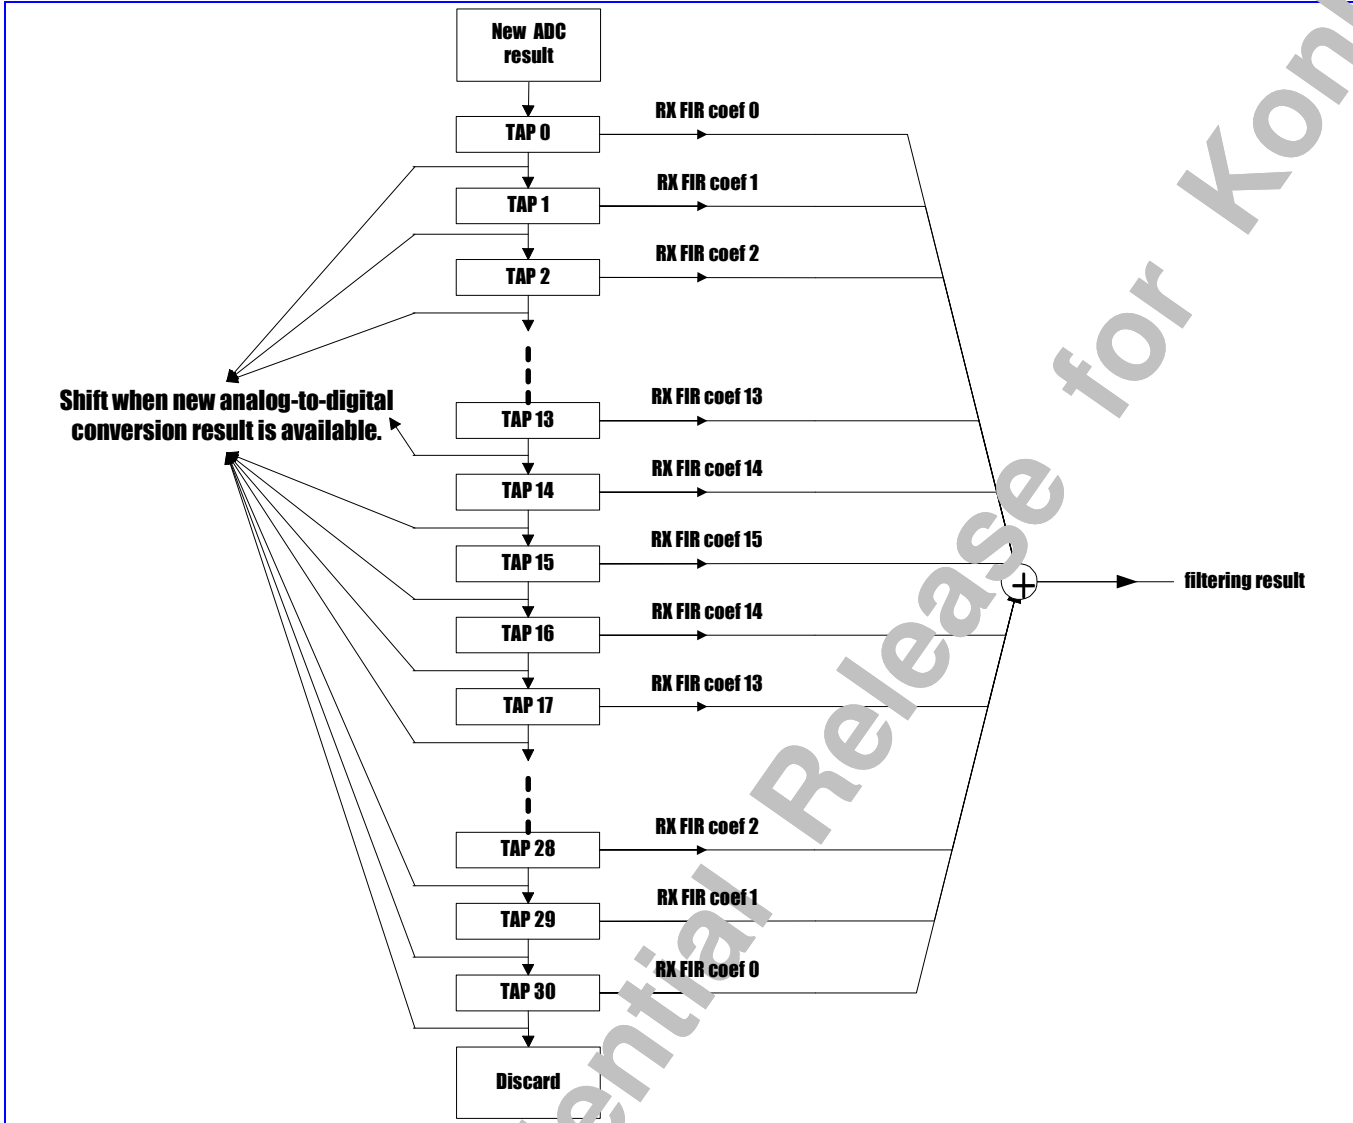 New ADC
result
RX FIR coef 0
TAP 0
RX FIR coef 1
TAP 1
RX FIR coef 2
TAP 2
Shift when new analog-to-digital
conversion result is available.
RX FIR coef 13
TAP 13
RX FIR coef 14
TAP 14
RX FIR coef 15
TAP 15
filtering result
RX FIR coef 14
TAP 16
RX FIR coef 13
TAP 17
RX FIR coef 2
TAP 28
RX FIR coef 1
TAP 29
RX FIR coef 0
TAP 30
Discard
Release for